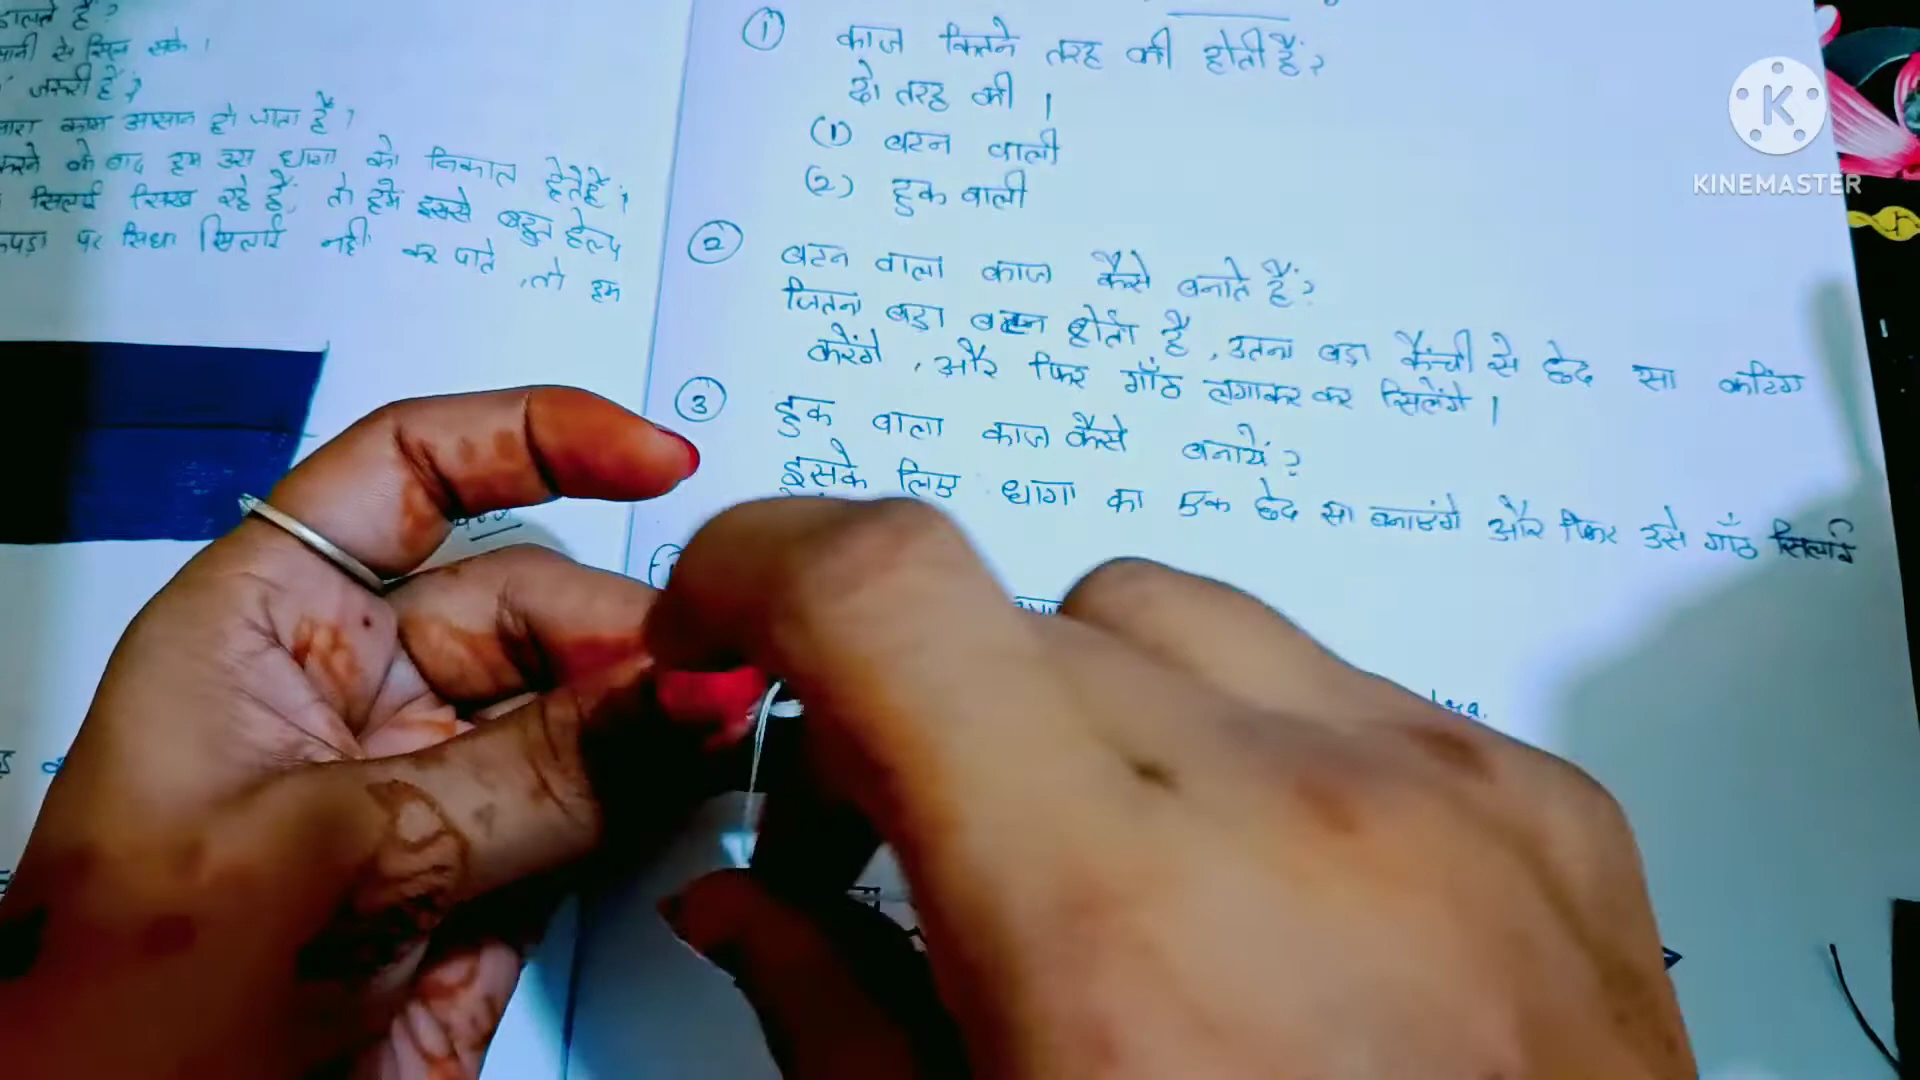 डालते हैं?
जरूरी है?
काम आसान हो जाता है।
करने के बाद हम उस धागा को निकाल देते हैं।
सिलाई सिख रहे हैं, तो हमें इससे बहुत हेल्प
कपड़ा पर सिधा सिलाई नहीं कर पाते, तो हम
① काज कितने तरह की होती हैं?
दो तरह की।
(1) बटन वाली
(2) हुक वाली
② बटन वाला काज कैसे बनाते हैं?
जितना बड़ा बटन होता है, उतना बड़ा कैंची से छेद सा कटिंग
करेंगे, और फिर गाँठ लगाकर कर सिलेंगे।
③ हुक वाला काज कैसे बनायें?
इसके लिए धागा का एक छेद सा बनाएंगे और फिर उसे गाँठ सिलाई
K
KINEMASTER